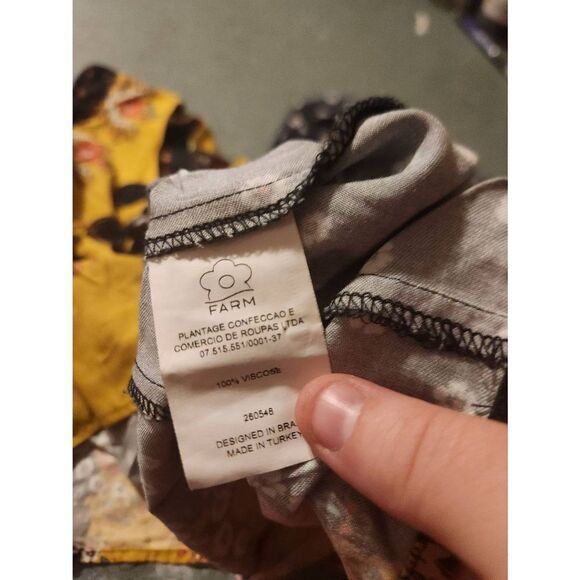 FARM
PLANTAGE CONFECCAO E
COMERCIO DE ROUPAS LTDA
07.515.551/0001-37
100% VISCOSE
260548
DESIGNED IN BRA
MADE IN TURKEY